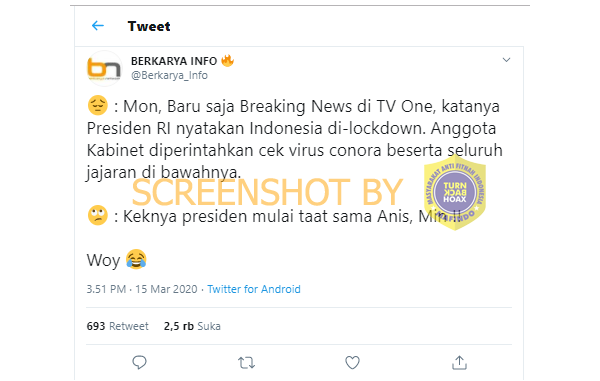 Tweet
BERKARYA INFO 🔥
@Berkarya_Info
😔 : Mon, Baru saja Breaking News di TV One, katanya
Presiden RI nyatakan Indonesia di-lockdown. Anggota
Kabinet diperintahkan cek virus conora beserta seluruh
jajaran di bawahnya.
SCREENSHOT BY
MASYARAKAT ANTI FITNAH INDONESIA
TURN
BACK
HOAX
MAFINDO
🙄 : Keknya presiden mulai taat sama Anis, Min !!
Woy 😂
3.51 PM · 15 Mar 2020 · Twitter for Android
693 Retweet 2,5 rb Suka